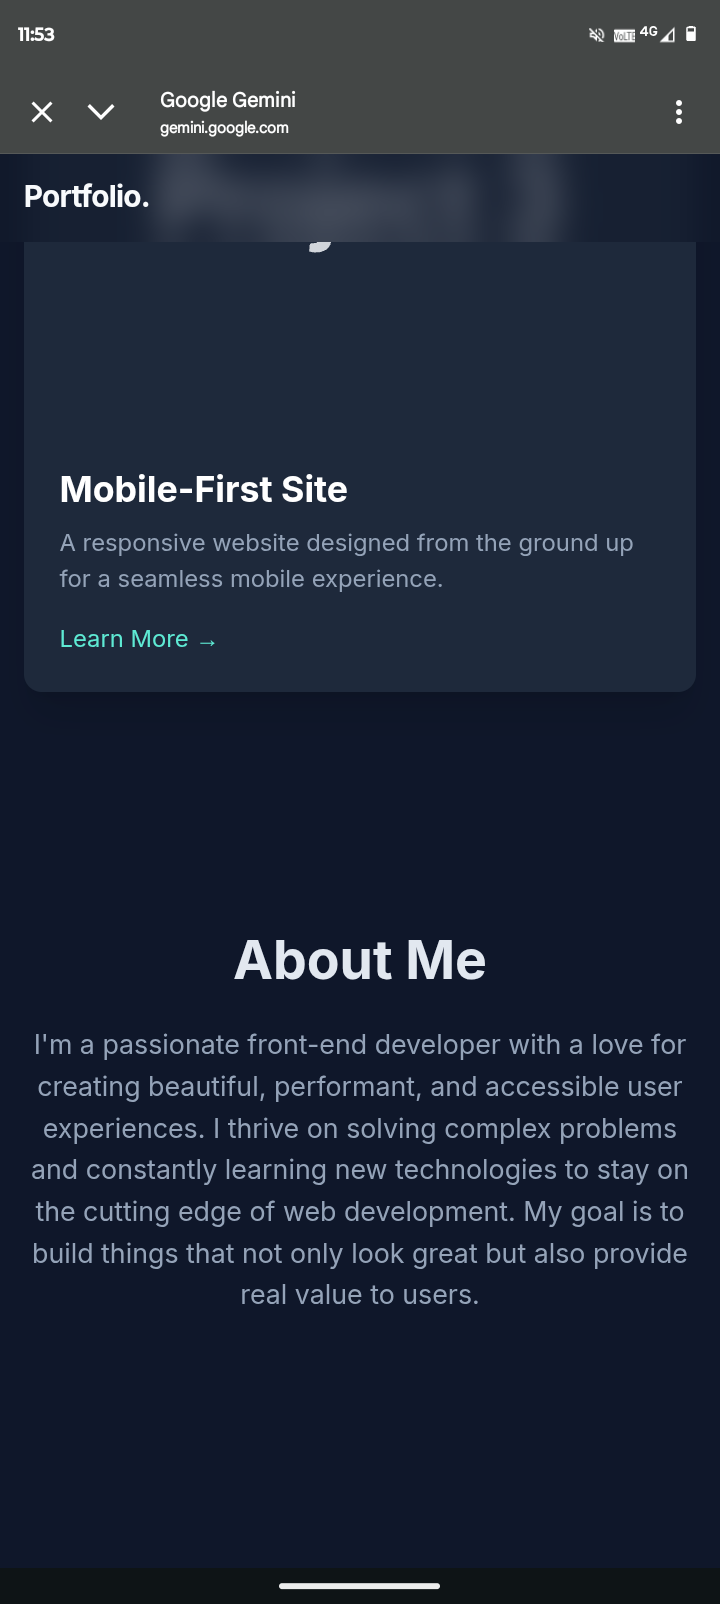 11:53
VoLTE 4G
Google Gemini
gemini.google.com
Portfolio.
Mobile-First Site
A responsive website designed from the ground up
for a seamless mobile experience.
Learn More →
About Me
I'm a passionate front-end developer with a love for
creating beautiful, performant, and accessible user
experiences. I thrive on solving complex problems
and constantly learning new technologies to stay on
the cutting edge of web development. My goal is to
build things that not only look great but also provide
real value to users.